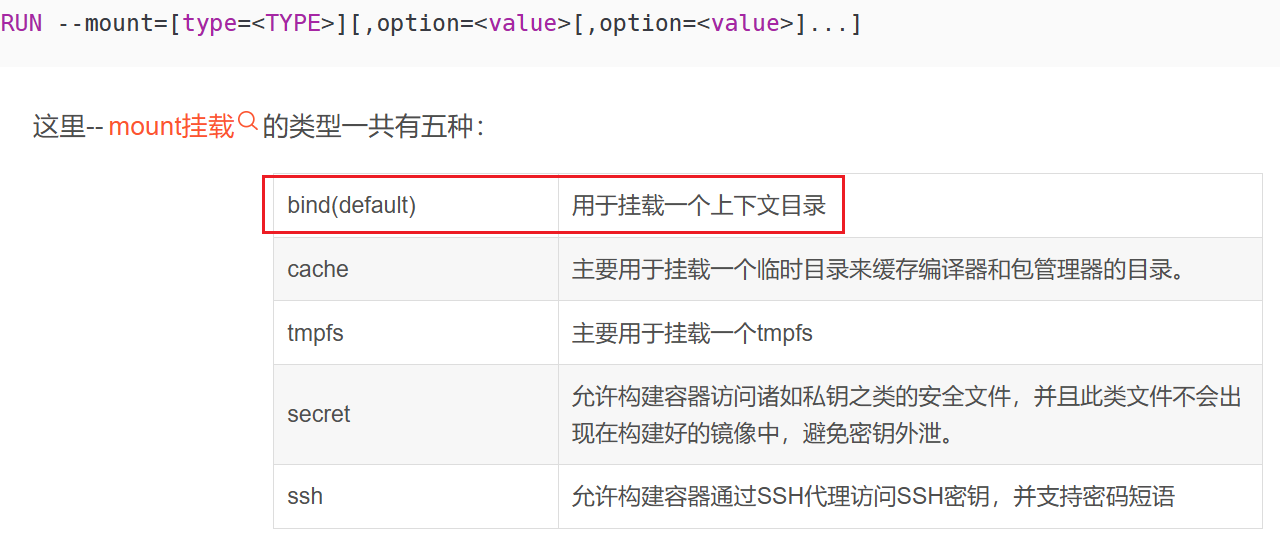 RUN --mount=[type=<TYPE>][,option=<value>[,option=<value>]...]
这里--mount挂载的类型一共有五种：
bind(default) 用于挂载一个上下文目录
cache 主要用于挂载一个临时目录来缓存编译器和包管理器的目录。
tmpfs 主要用于挂载一个tmpfs
secret 允许构建容器访问诸如私钥之类的安全文件，并且此类文件不会出
现在构建好的镜像中，避免密钥外泄。
ssh 允许构建容器通过SSH代理访问SSH密钥，并支持密码短语